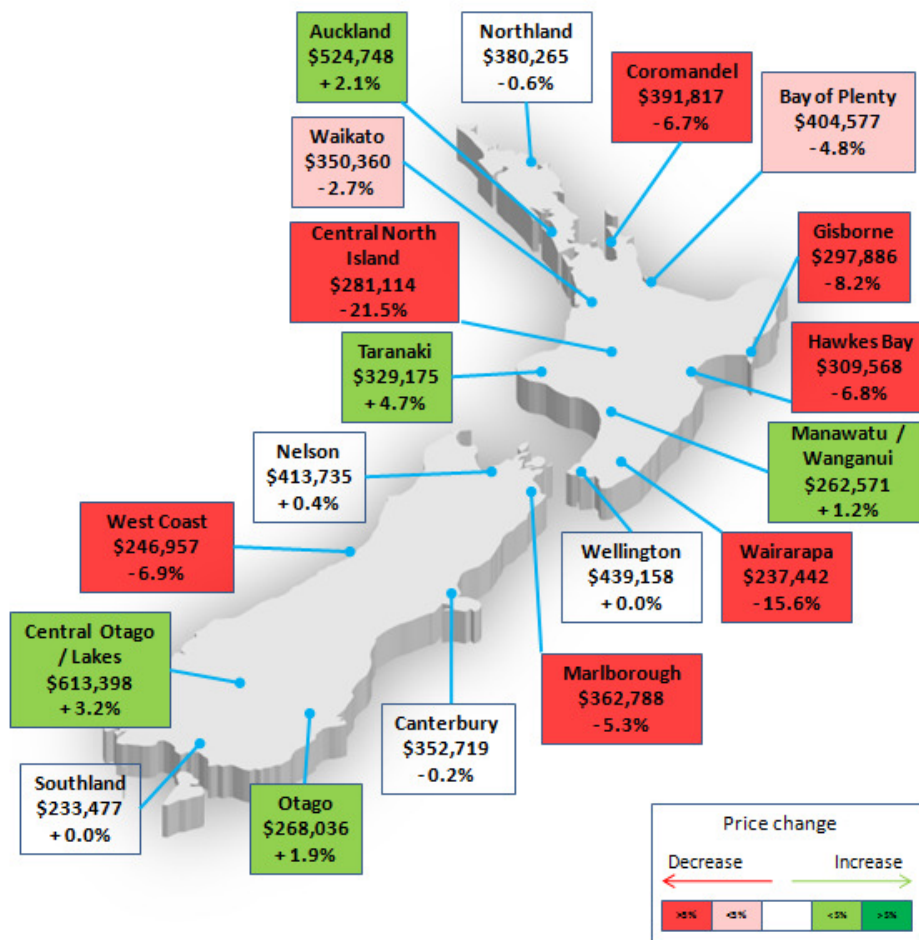 Auckland
$524,748
+ 2.1%
Northland
$380,265
- 0.6%
Coromandel
$391,817
- 6.7%
Bay of Plenty
$404,577
- 4.8%
Waikato
$350,360
- 2.7%
Central North
Island
$281,114
-21.5%
Gisborne
$297,886
- 8.2%
Taranaki
$329,175
+ 4.7%
Hawkes Bay
$309,568
- 6.8%
Manawatu /
Wanganui
$262,571
+ 1.2%
Nelson
$413,735
+ 0.4%
West Coast
$246,957
- 6.9%
Wellington
$439,158
+ 0.0%
Wairarapa
$237,442
- 15.6%
Central Otago
/ Lakes
$613,398
+ 3.2%
Marlborough
$362,788
- 5.3%
Canterbury
$352,719
- 0.2%
Southland
$233,477
+ 0.0%
Otago
$268,036
+ 1.9%
Price change
Decrease Increase
>5% <5% <5% >5%